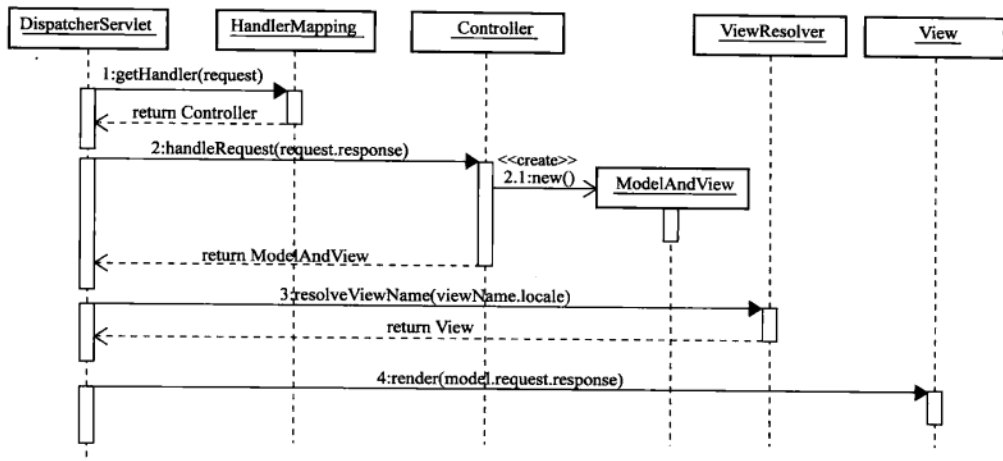 DispatcherServlet
HandlerMapping
Controller
ViewResolver
View
1:getHandler(request)
return Controller
2:handleRequest(request.response)
<<create>>
2.1:new()
ModelAndView
return ModelAndView
3:resolveViewName(viewName.locale)
return View
4:render(model.request.response)